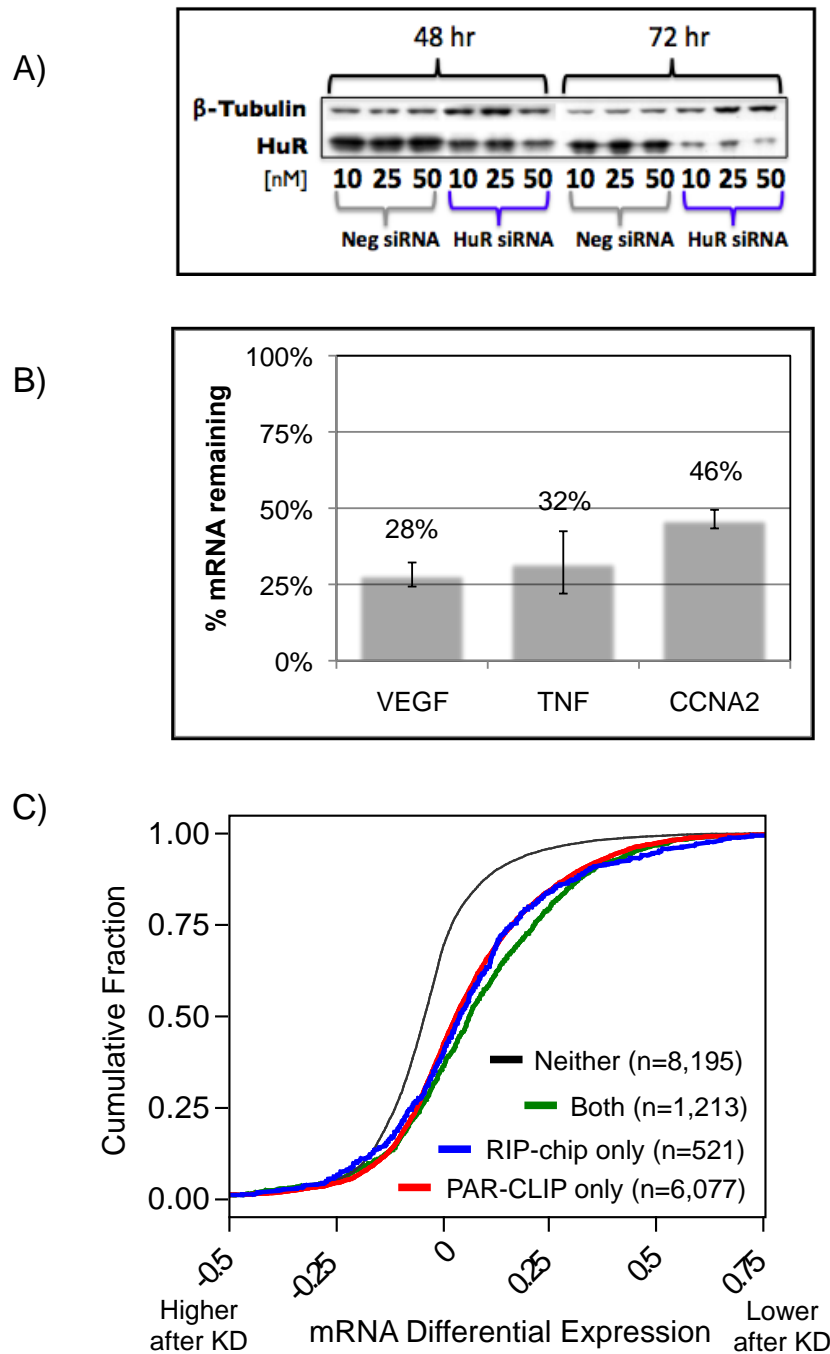 A)
48 hr 72 hr
β-Tubulin
HuR
[nM] 10 25 50 10 25 50 10 25 50 10 25 50
Neg siRNA HuR siRNA Neg siRNA HuR siRNA
B)
% mRNA remaining
100%
75%
50%
25%
0%
28%
32%
46%
VEGF TNF CCNA2
C)
Cumulative Fraction
1.00
0.75
0.50
0.25
0.00
Neither (n=8,195)
Both (n=1,213)
RIP-chip only (n=521)
PAR-CLIP only (n=6,077)
-0.5 -0.25 0 0.25 0.5 0.75
Higher
after KD
mRNA Differential Expression
Lower
after KD